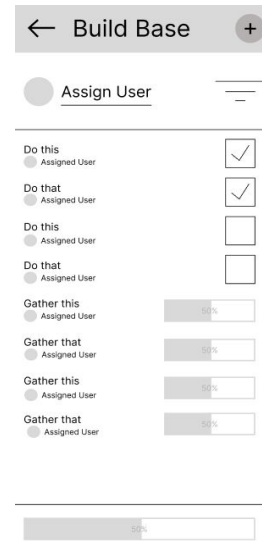 Build Base
+
Assign User
Do this
Assigned User
Do that
Assigned User
Do this
Assigned User
Do that
Assigned User
Gather this
Assigned User
50%
Gather that
Assigned User
50%
Gather this
Assigned User
50%
Gather that
Assigned User
50%
50%